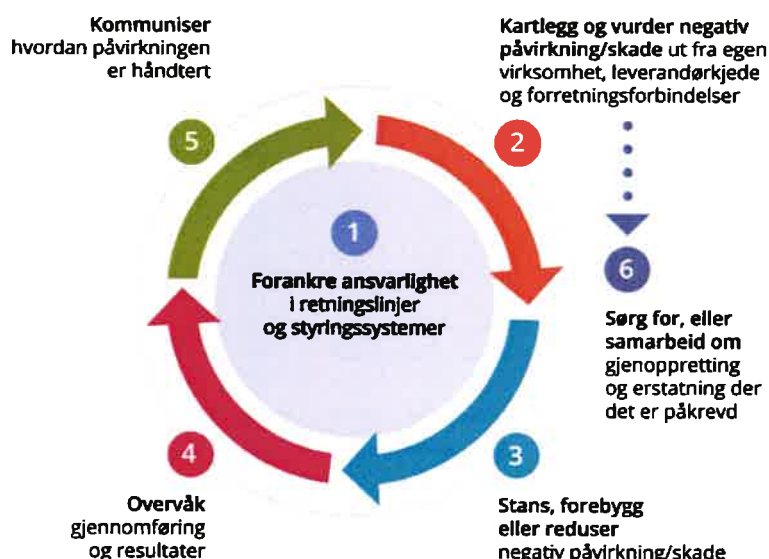 1
Forankre ansvarlighet
i retningslinjer
og styringssystemer
2
Kartlegg og vurder negativ
påvirkning/skade ut fra egen
virksomhet, leverandørkjede
og forretningsforbindelser
3
Stans, forebygg
eller reduser
negativ påvirkning/skade
4
Overvåk
gjennomføring
og resultater
5
Kommuniser
hvordan påvirkningen
er håndtert
6
Sørg for, eller
samarbeid om
gjenoppretting
og erstatning der
det er påkrevd